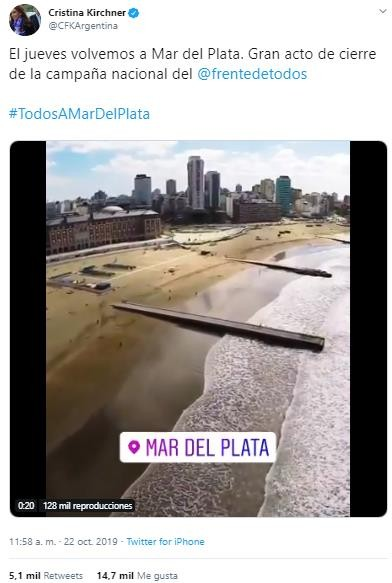 Cristina Kirchner
@CFKArgentina
El jueves volvemos a Mar del Plata. Gran acto de cierre
de la campaña nacional del @frentedetodos
#TodosAMarDelPlata
MAR DEL PLATA
0:20 128 mil reproducciones
11:58 a. m. · 22 oct. 2019 · Twitter for iPhone
5,1 mil Retweets 14,7 mil Me gusta